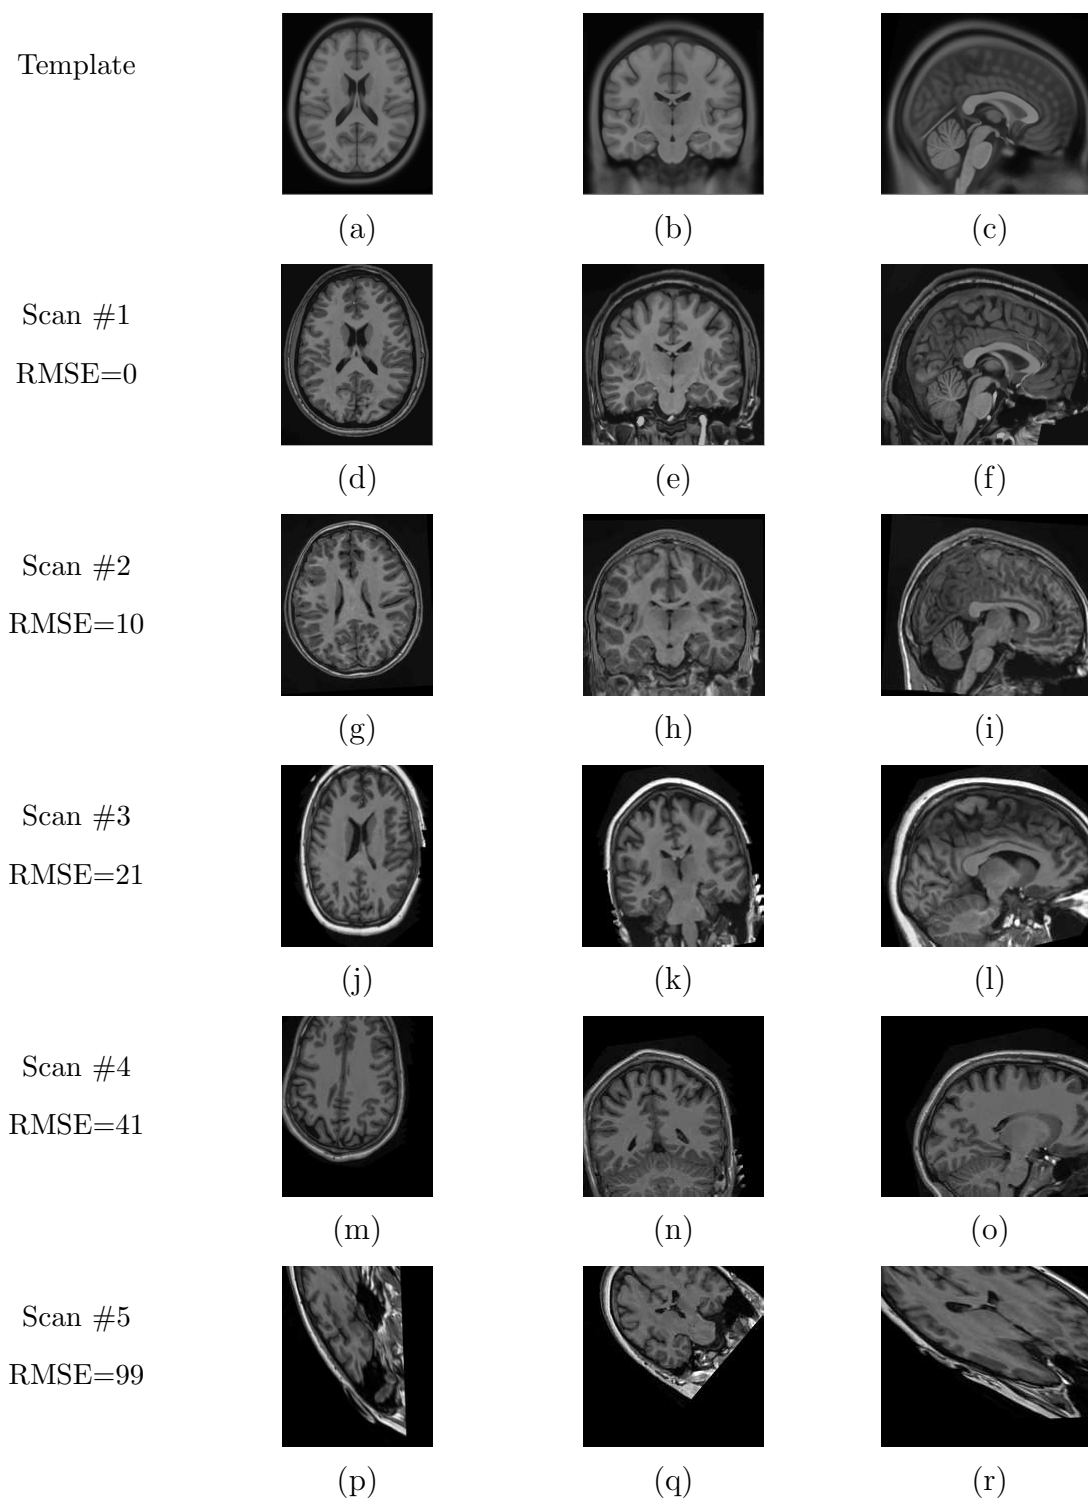 Template
(a) (b) (c)
Scan #1
RMSE=0
(d) (e) (f)
Scan #2
RMSE=10
(g) (h) (i)
Scan #3
RMSE=21
(j) (k) (l)
Scan #4
RMSE=41
(m) (n) (o)
Scan #5
RMSE=99
(p) (q) (r)